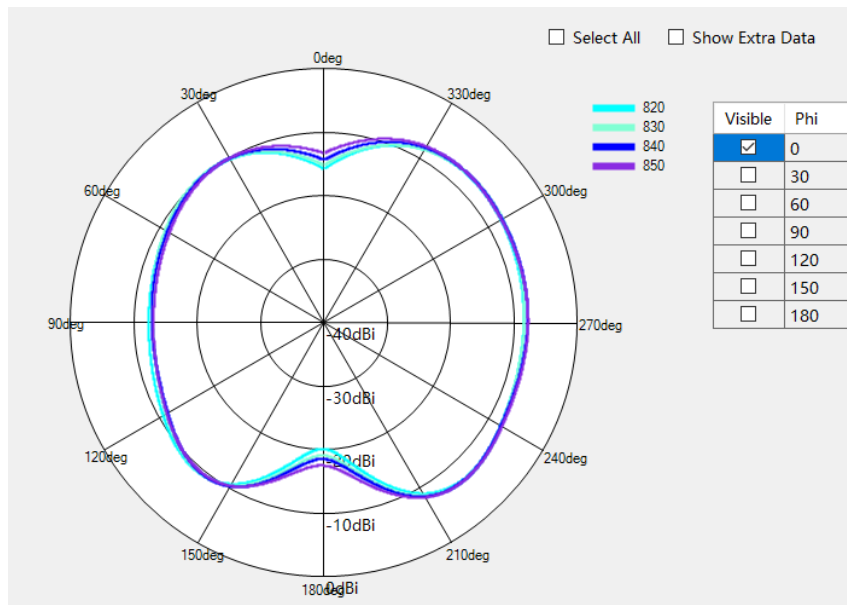 Select All
Show Extra Data
0deg
30deg
330deg
820
830
840
850
Visible Phi
0
30
60
90
120
150
180
60deg
300deg
90deg
270deg
-40dBi
-30dBi
120deg
240deg
-20dBi
-10dBi
150deg
210deg
180deg
0dBi